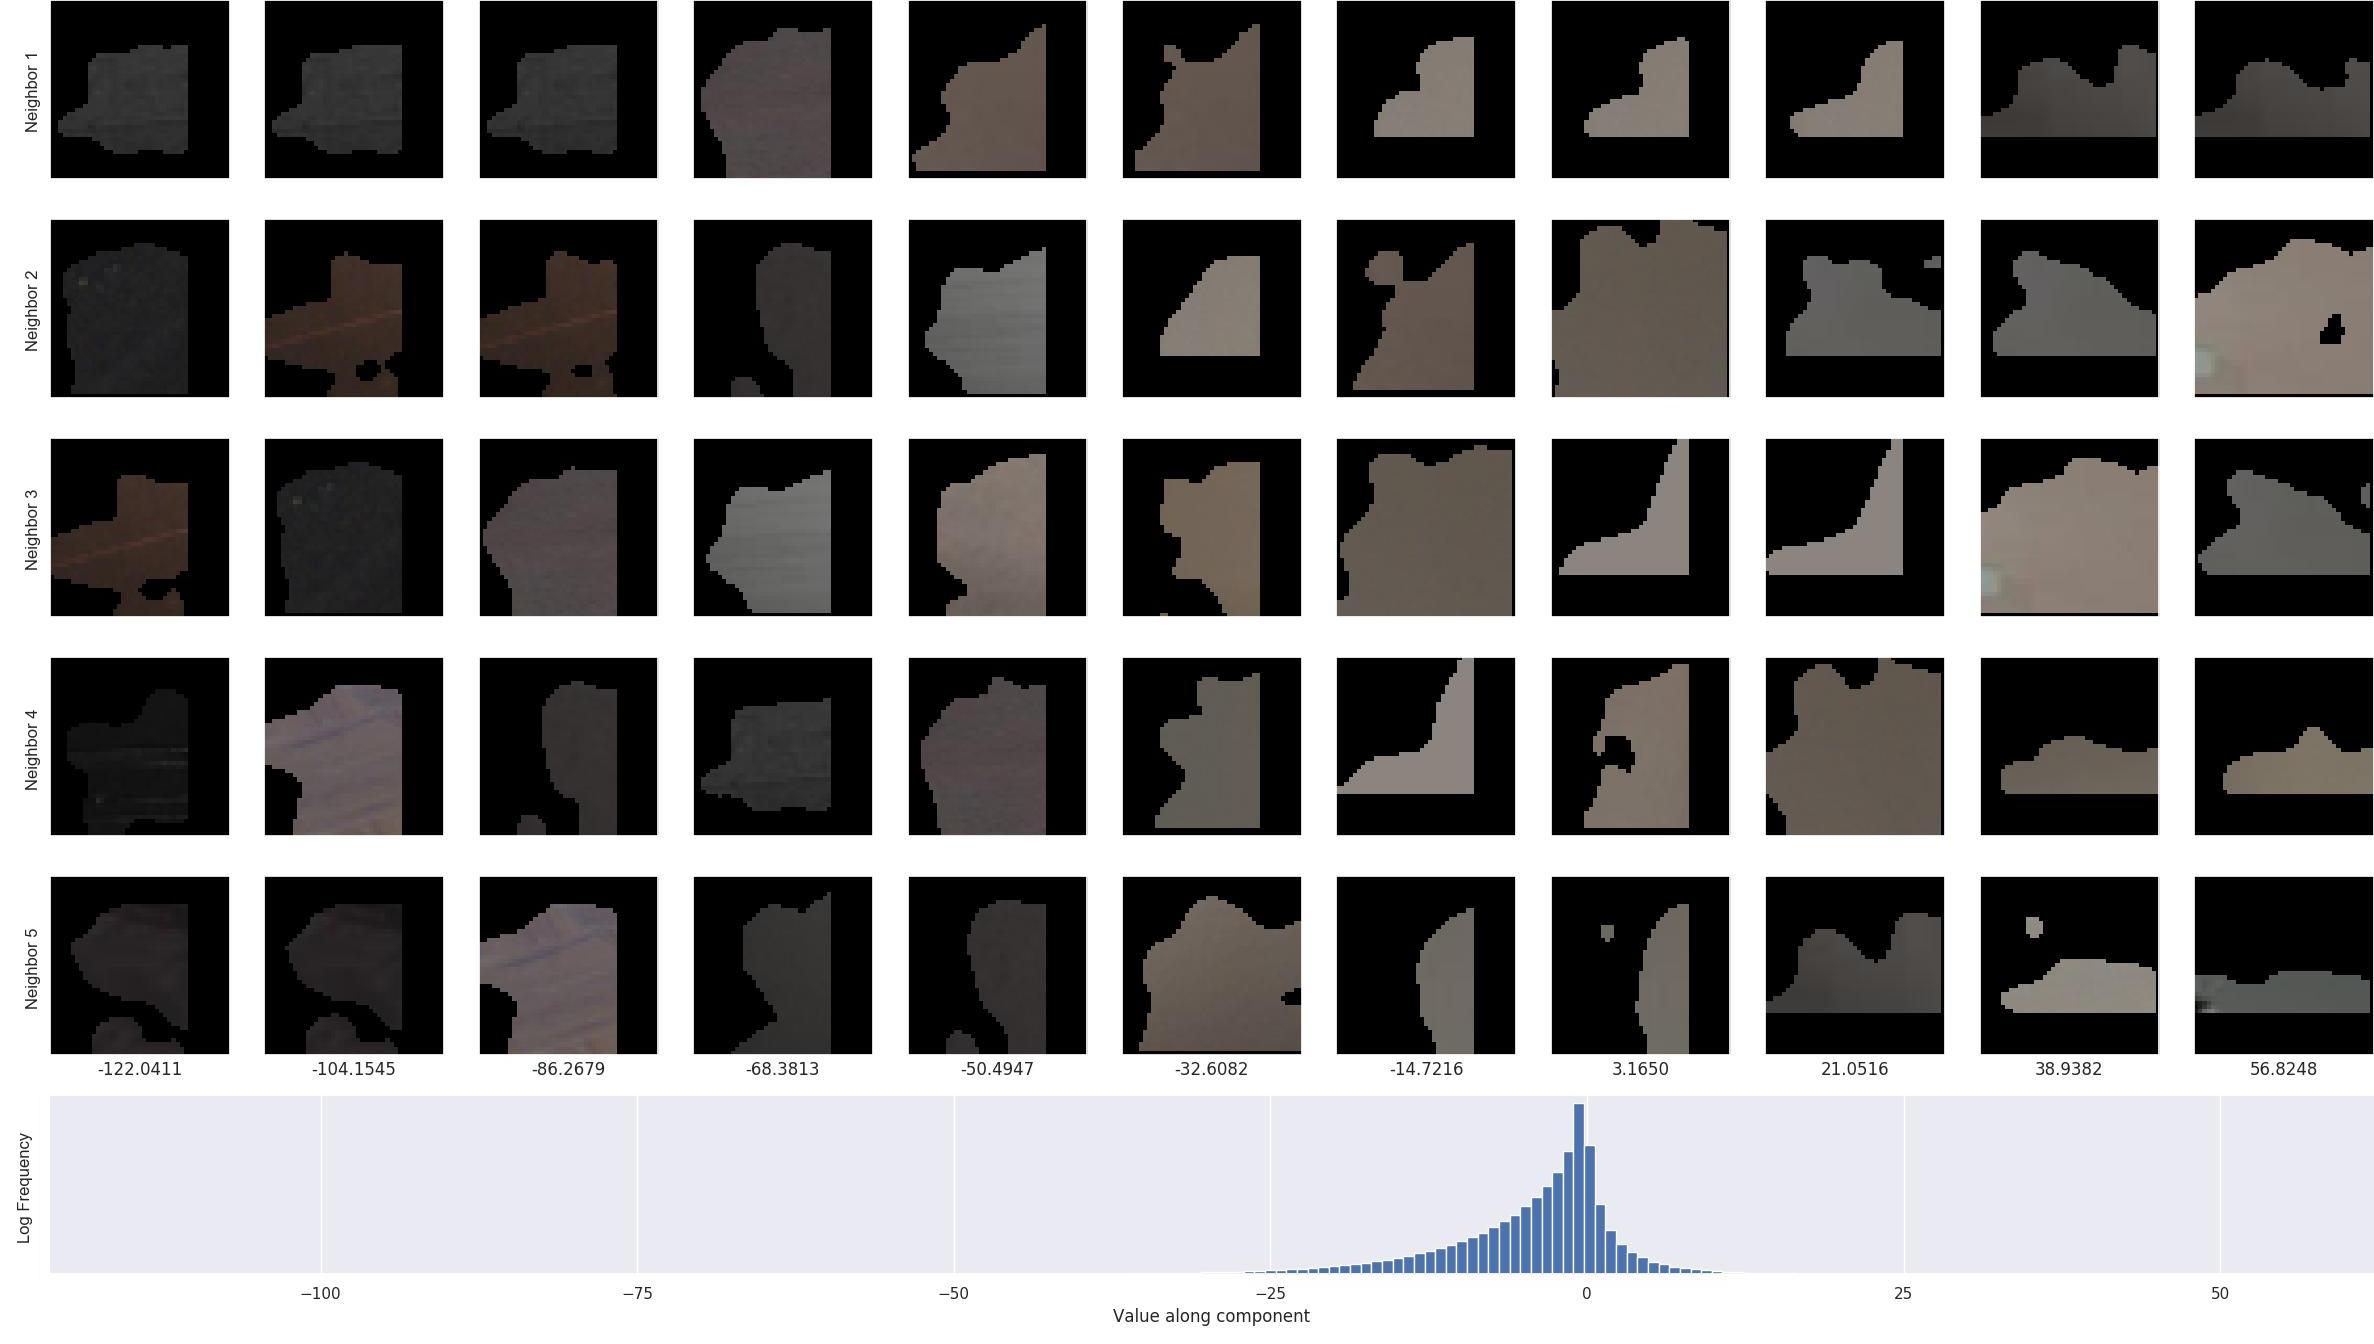 Neighbor 1
Neighbor 2
Neighbor 3
Neighbor 4
Neighbor 5
-122.0411 -104.1545 -86.2679 -68.3813 -50.4947 -32.6082 -14.7216 3.1650 21.0516 38.9382 56.8248
Log Frequency
−100 −75 −50 −25 0 25 50
Value along component